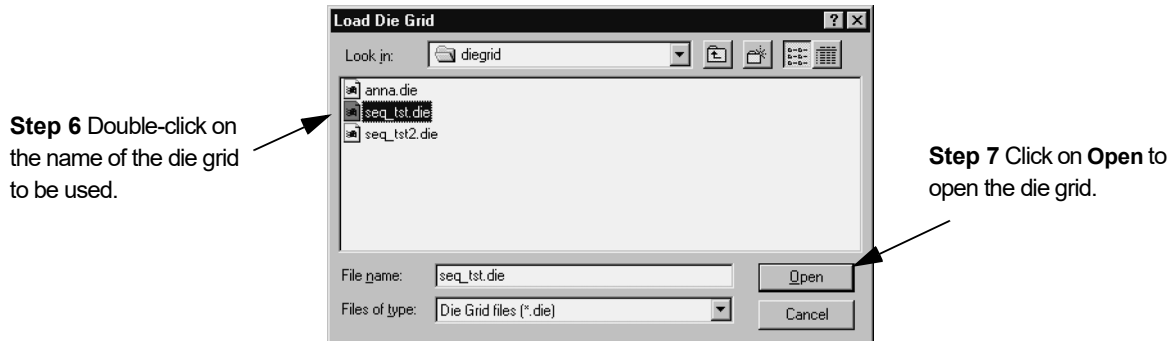 Load Die Grid
Look in: diegrid
anna.die
seq_tst.die
seq_tst2.die
Step 6 Double-click on
the name of the die grid
to be used.
Step 7 Click on Open to
open the die grid.
File name: seq_tst.die Open
Files of type: Die Grid files (*.die) Cancel